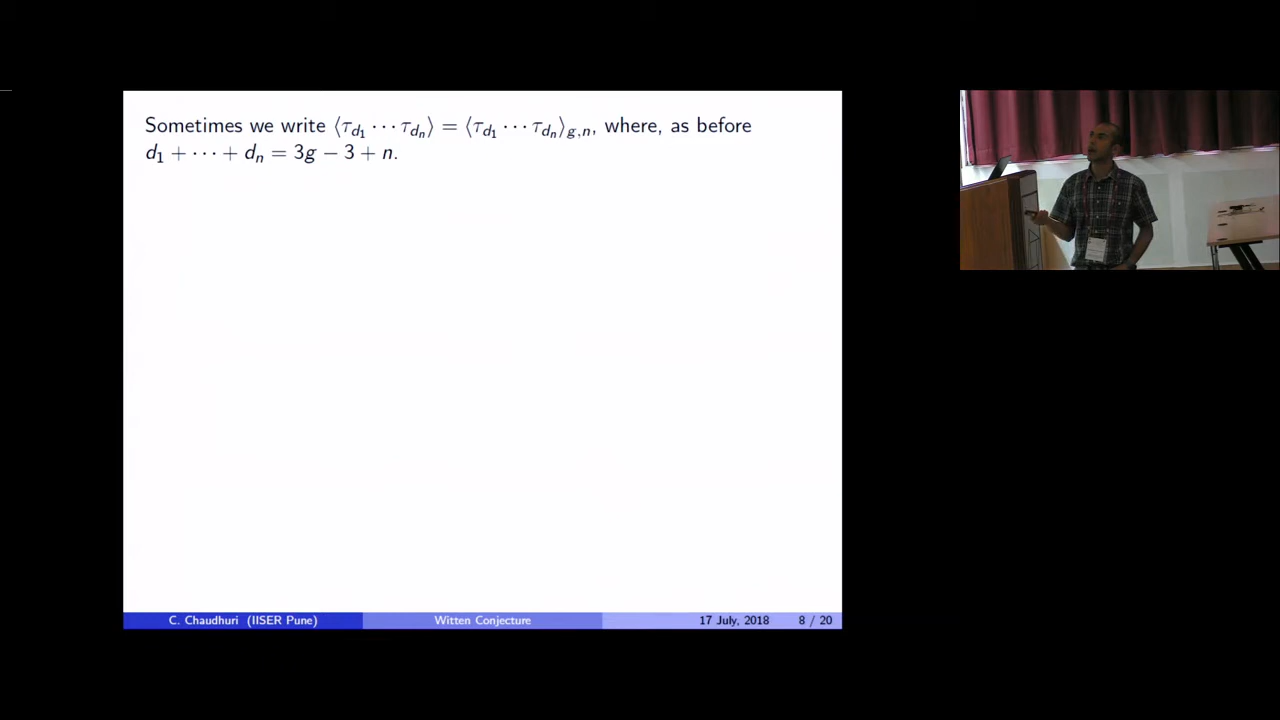 Sometimes we write ⟨τ_{d_1} ··· τ_{d_n}⟩ = ⟨τ_{d_1} ··· τ_{d_n}⟩_{g,n}, where, as before
d_1 + ··· + d_n = 3g − 3 + n.
C. Chaudhuri (IISER Pune) Witten Conjecture 17 July, 2018 8 / 20